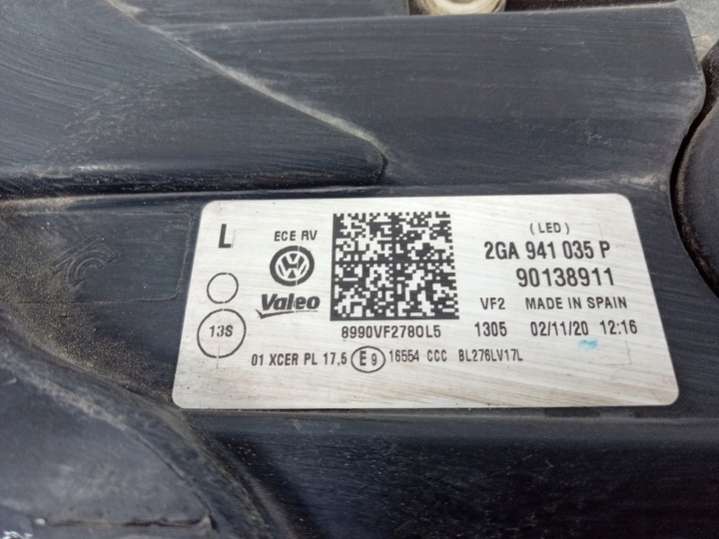 L
ECE RV
(LED)
2GA 941 035 P
90138911
Valeo
VF2 MADE IN SPAIN
13S
8990VF2780L5
1305 02/11/20 12:16
01 XCER PL 17,5 E9 16554 CCC BL276LV17L